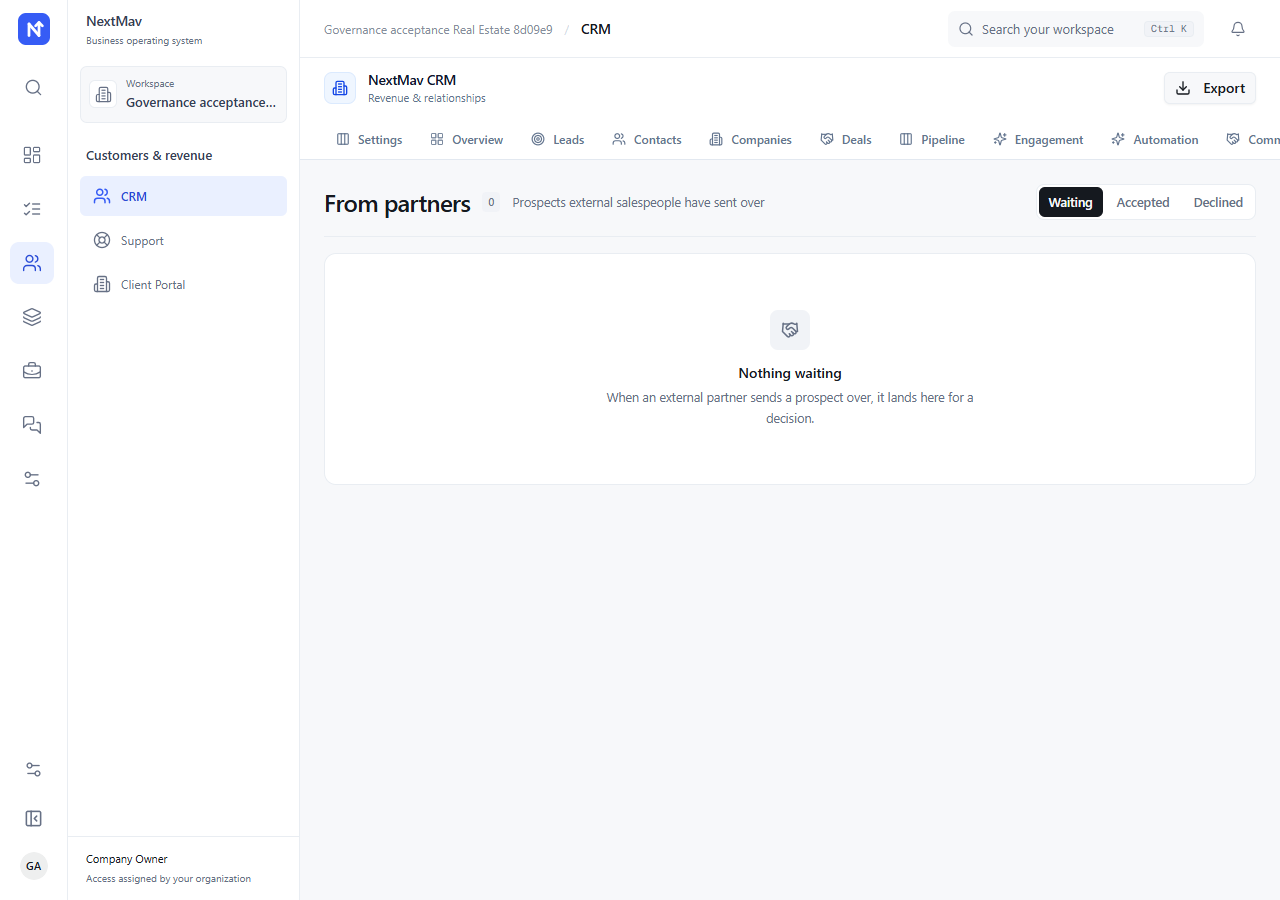 NextMav
Business operating system
Workspace
Governance acceptance...
Customers & revenue
CRM
Support
Client Portal
Company Owner
Access assigned by your organization
GA
Governance acceptance Real Estate 8d09e9 / CRM
Search your workspace Ctrl K
NextMav CRM
Revenue & relationships
Export
Settings Overview Leads Contacts Companies Deals Pipeline Engagement Automation Comm
From partners 0 Prospects external salespeople have sent over
Waiting Accepted Declined
Nothing waiting
When an external partner sends a prospect over, it lands here for a
decision.